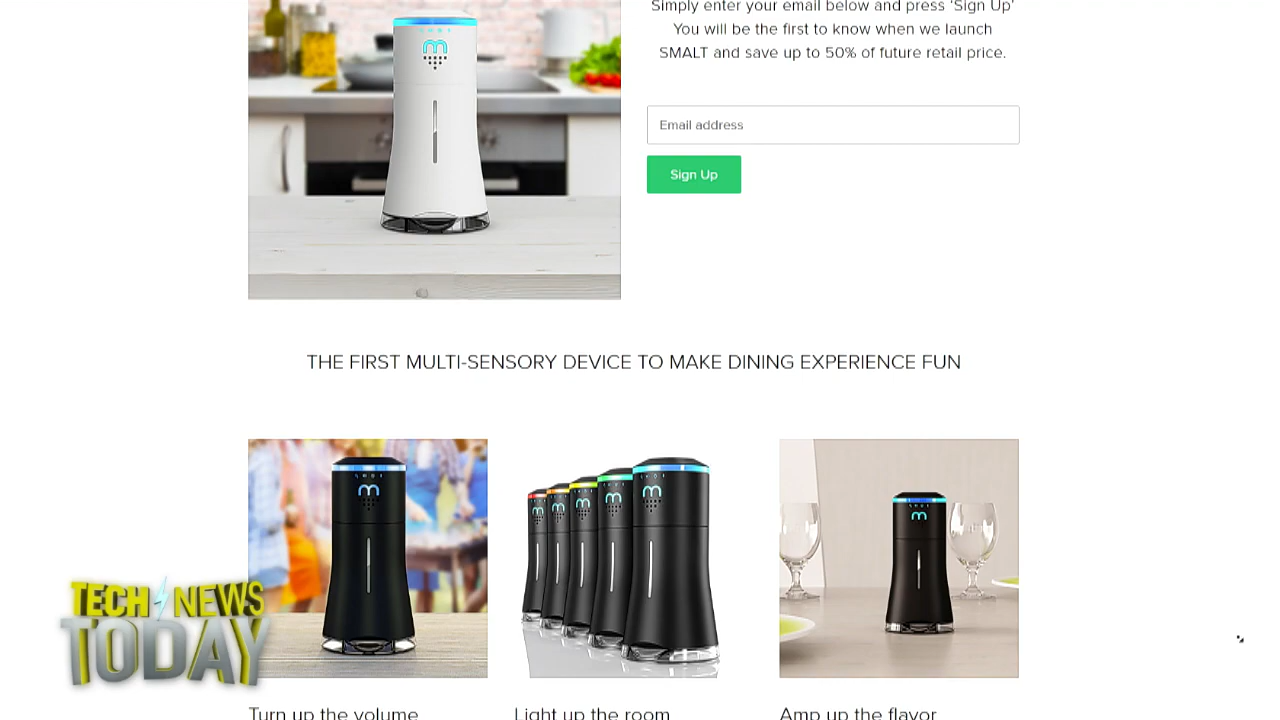 Simply enter your email below and press 'Sign Up'
You will be the first to know when we launch
SMALT and save up to 50% of future retail price.
Email address
Sign Up
THE FIRST MULTI-SENSORY DEVICE TO MAKE DINING EXPERIENCE FUN
TECH NEWS
TODAY
Turn up the volume
Light up the room
Amp up the flavor